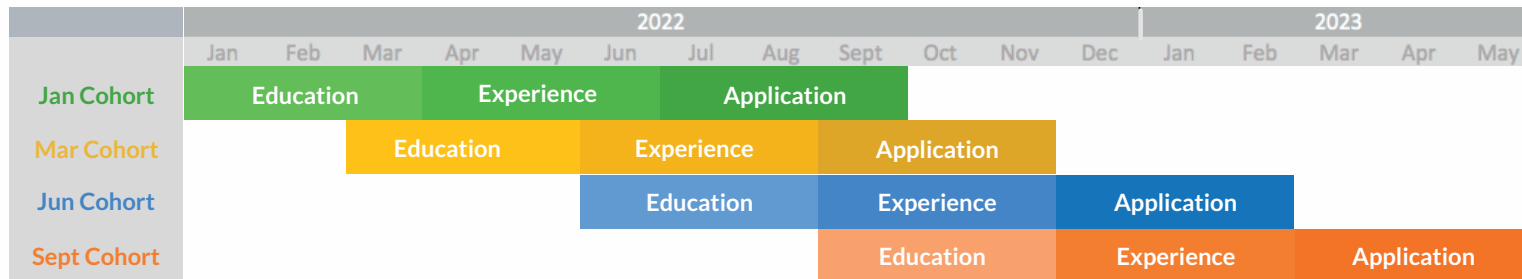 2022 2023
Jan Feb Mar Apr May Jun Jul Aug Sept Oct Nov Dec Jan Feb Mar Apr May
Jan Cohort Education Experience Application
Mar Cohort Education Experience Application
Jun Cohort Education Experience Application
Sept Cohort Education Experience Application